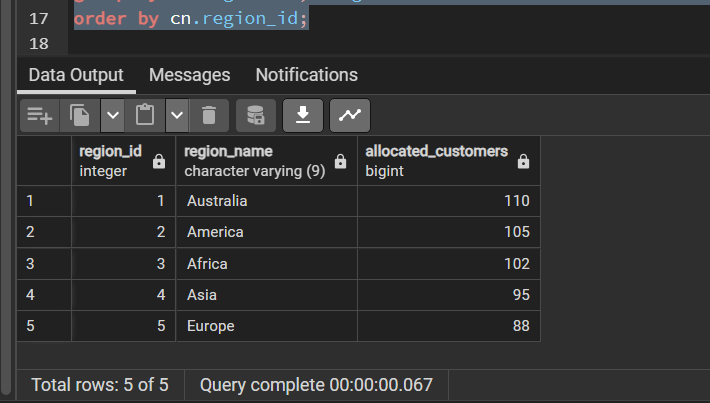 17 order by cn.region_id;
18
Data Output Messages Notifications
region_id region_name allocated_customers
integer character varying (9) bigint
1 1 Australia 110
2 2 America 105
3 3 Africa 102
4 4 Asia 95
5 5 Europe 88
Total rows: 5 of 5 Query complete 00:00:00.067